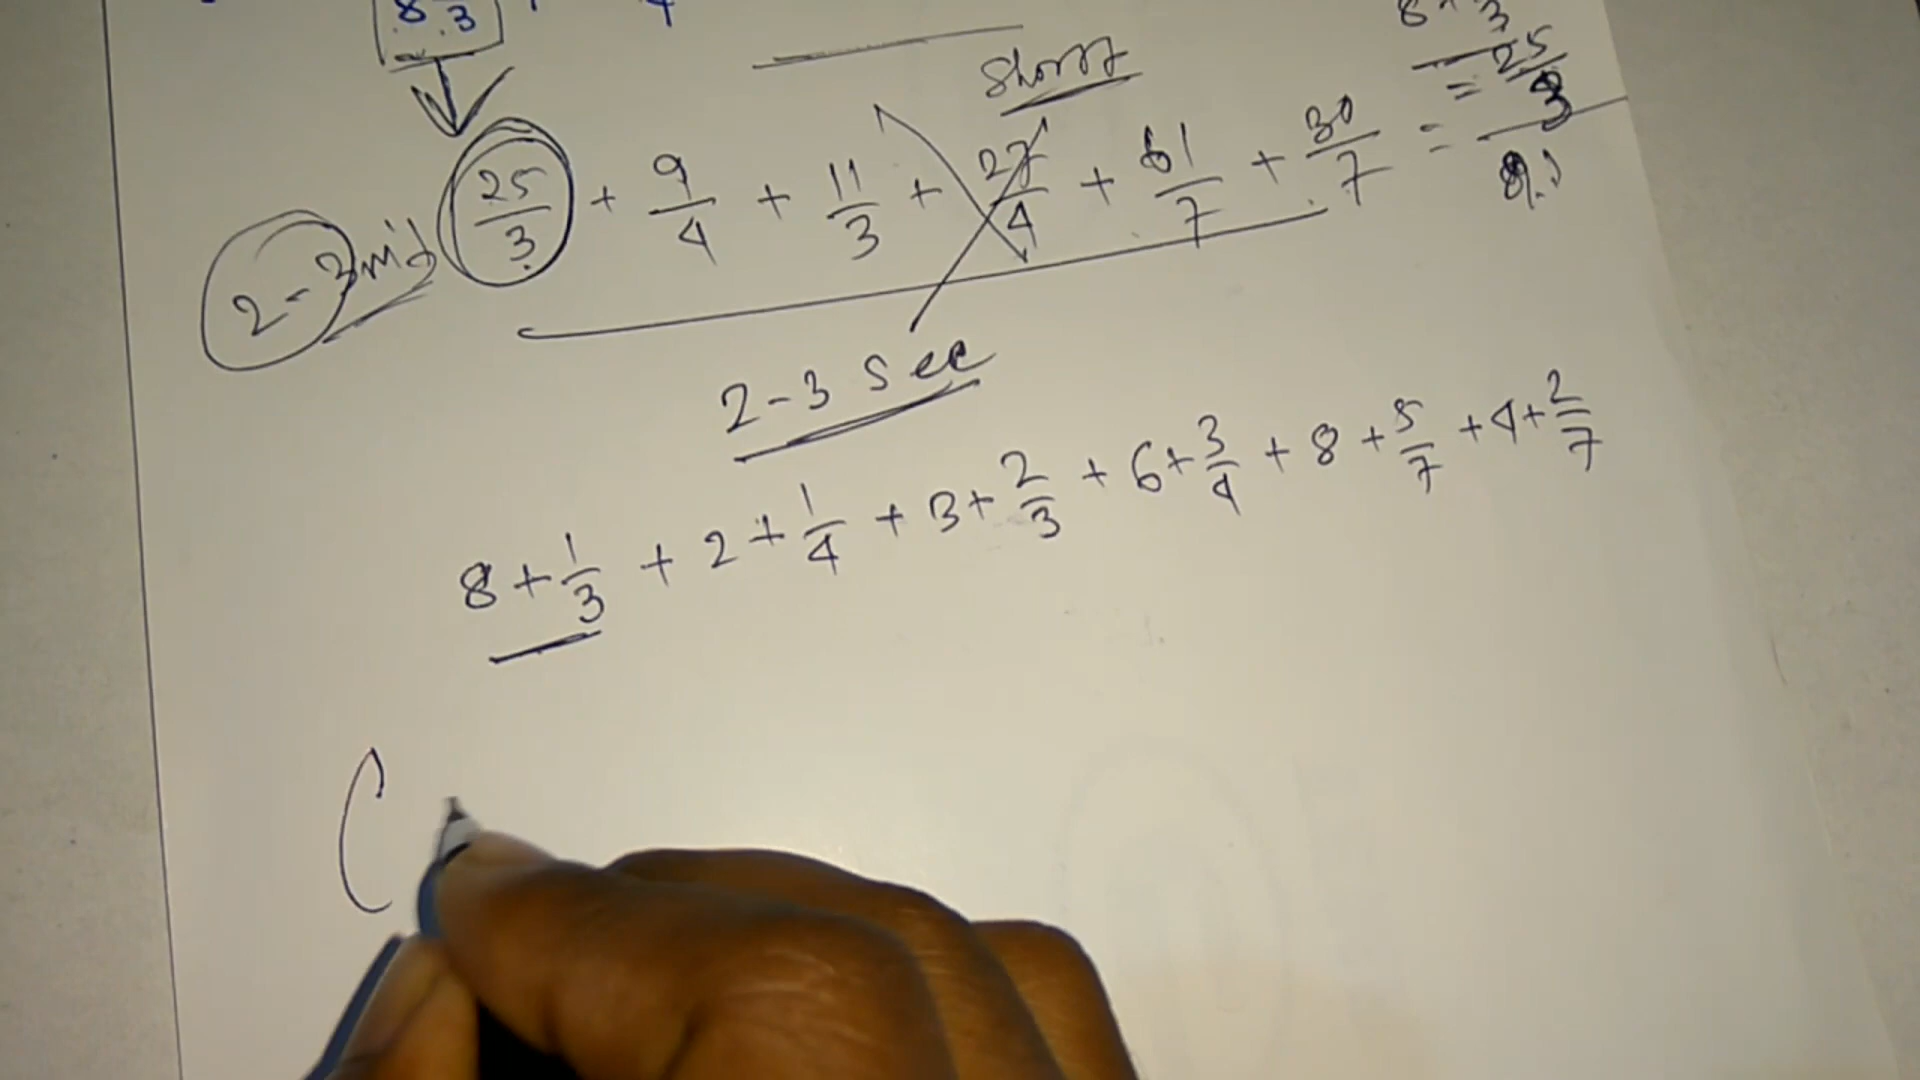 8 3
Short
25/3 + 9/4 + 11/3 + 27/4 + 61/7 + 30/7 =
= 25/3
2-3 min
2-3 sec
8 + 1/3 + 2 + 1/4 + 3 + 2/3 + 6 + 3/4 + 8 + 5/7 + 4 + 2/7
(